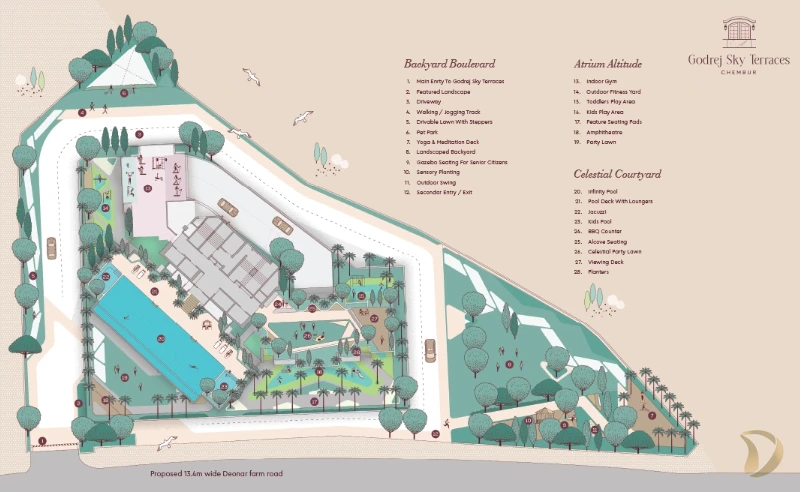 Godrej Sky Terraces
CHEMBUR
Backyard Boulevard
1. Main Enrty To Godrej Sky Terraces
2. Featured Landscape
3. Driveway
4. Walking / Jogging Track
5. Drivable Lawn With Steppers
6. Pet Park
7. Yoga & Meditation Deck
8. Landscaped Backyard
9. Gazebo Seating For Senior Citizens
10. Sensory Planting
11. Outdoor Swing
12. Secondar Entry / Exit
Atrium Altitude
13. Indoor Gym
14. Outdoor Fitness Yard
15. Toddlers Play Area
16. Kids Play Area
17. Feature Seating Pods
18. Amphitheatre
19. Party Lawn
Celestial Courtyard
20. Infinity Pool
21. Pool Deck With Loungers
22. Jacuzzi
23. Kids Pool
24. BBQ Counter
25. Alcove Seating
26. Celestial Party Lawn
27. Viewing Deck
28. Planters
Proposed 13.4m wide Deonar farm road